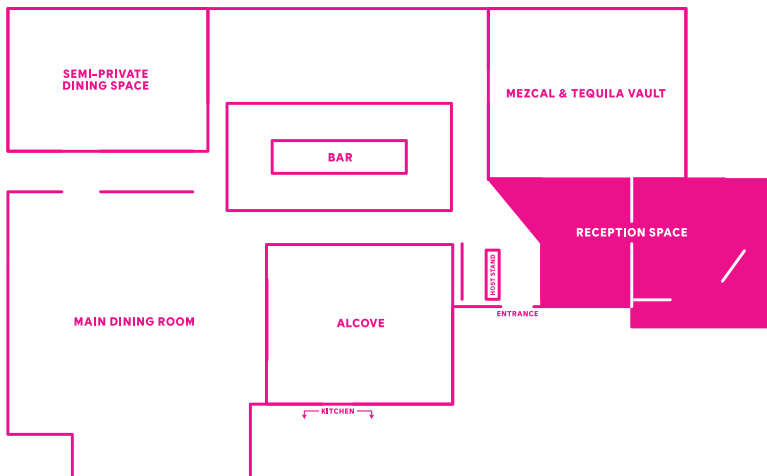 SEMI-PRIVATE
DINING SPACE
MEZCAL & TEQUILA VAULT
BAR
RECEPTION SPACE
HOST STAND
ENTRANCE
MAIN DINING ROOM
ALCOVE
KITCHEN